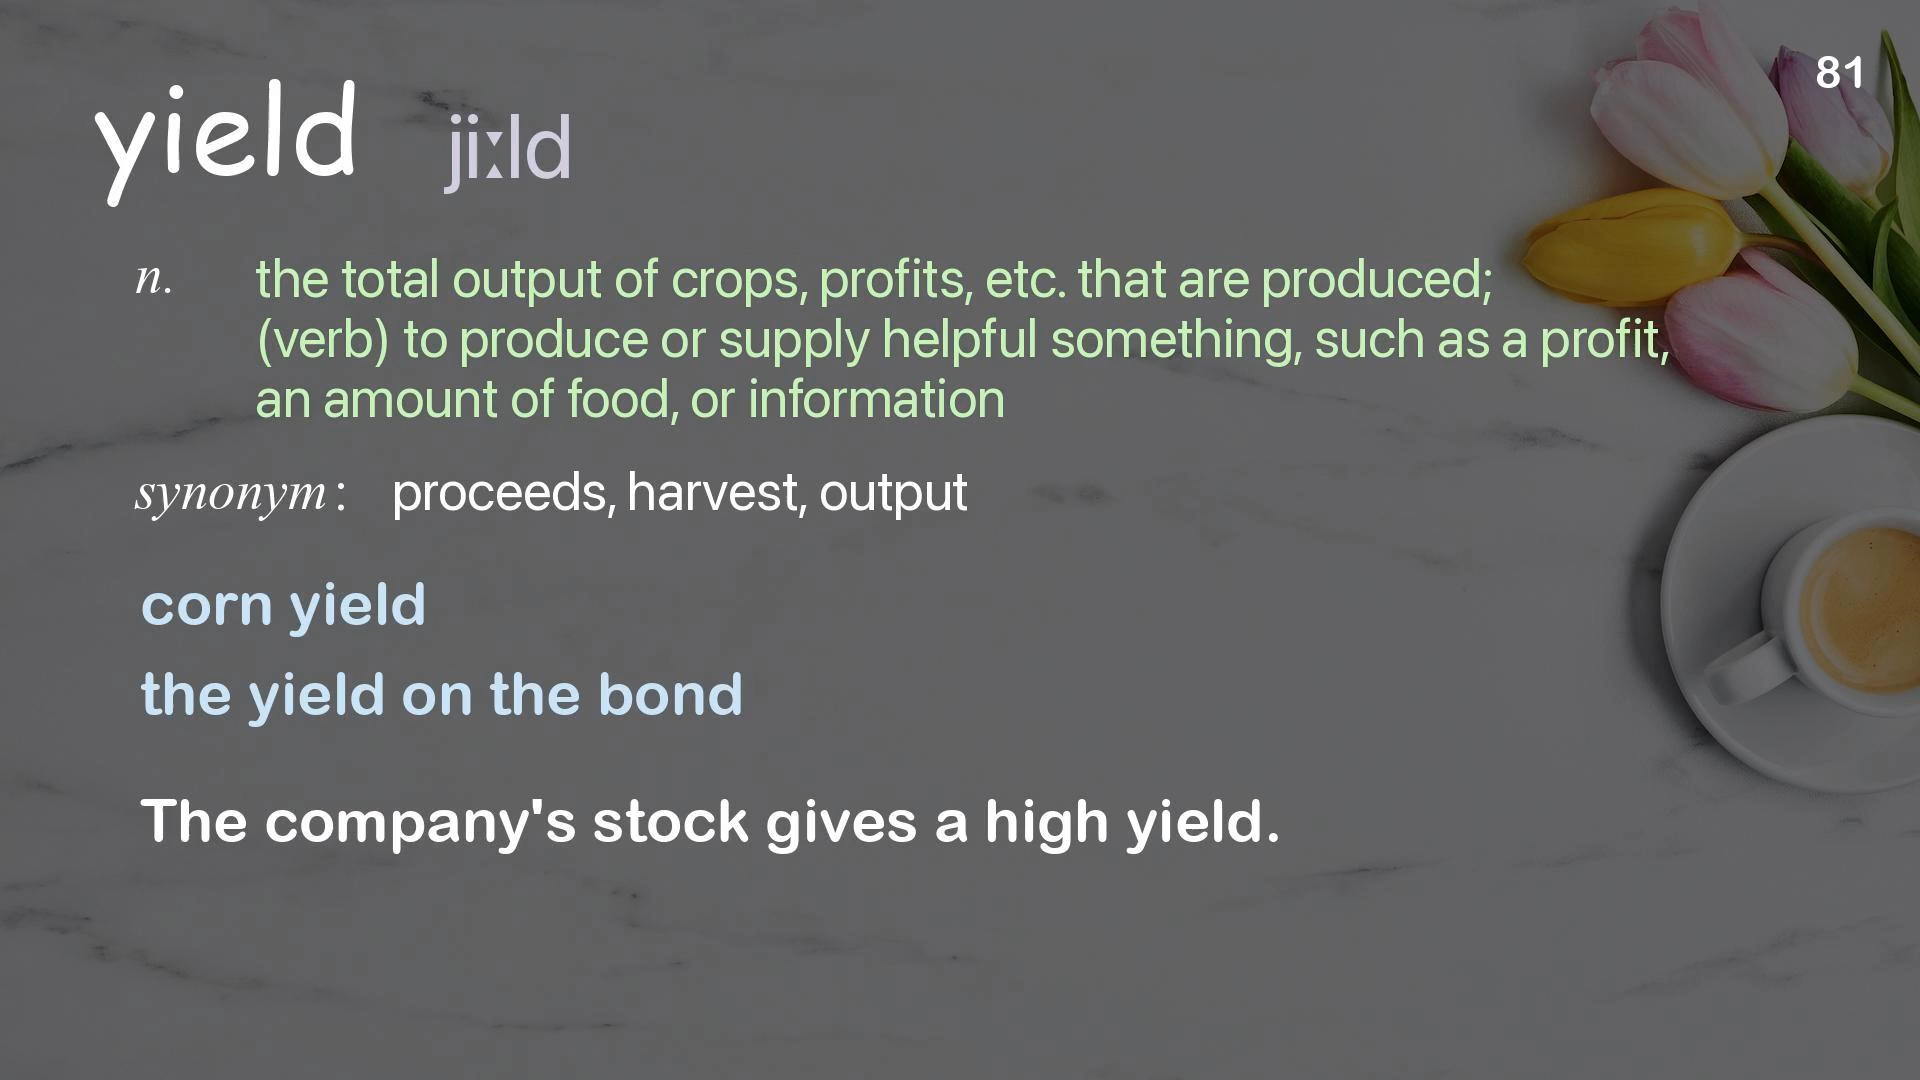 81
yield jiːld
n. the total output of crops, profits, etc. that are produced;
(verb) to produce or supply helpful something, such as a profit,
an amount of food, or information
synonym : proceeds, harvest, output
corn yield
the yield on the bond
The company's stock gives a high yield.